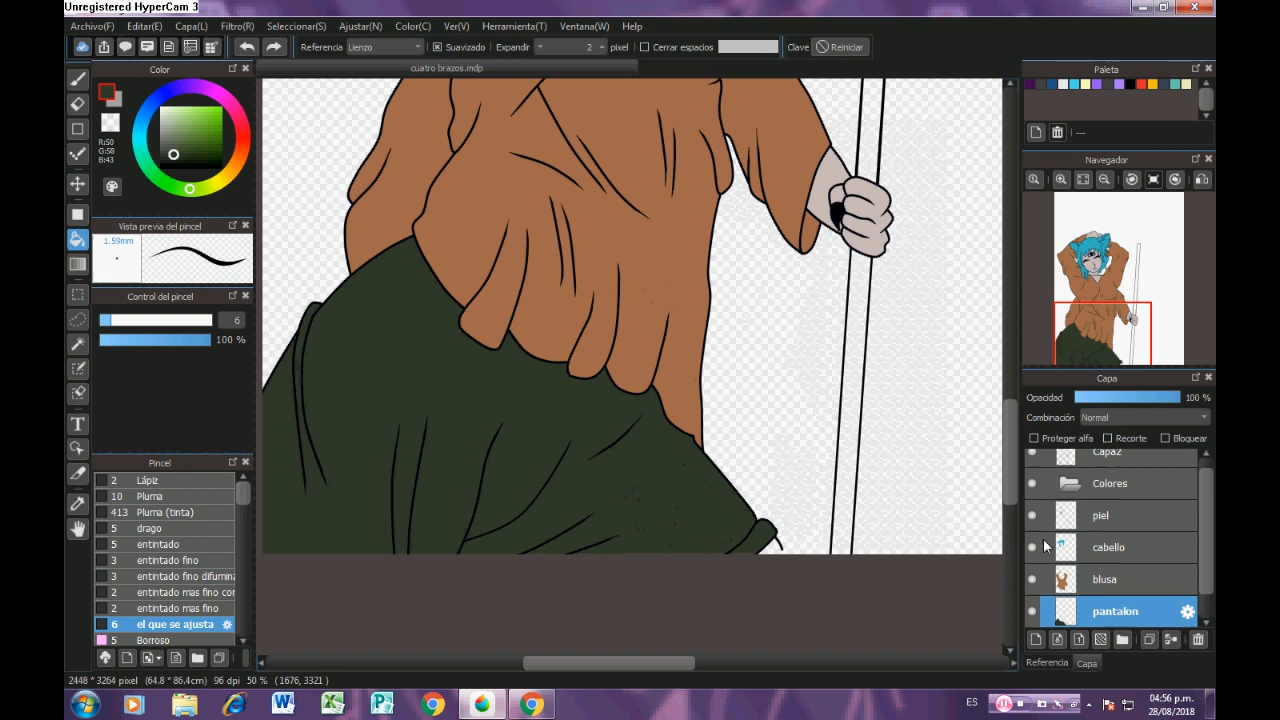 Unregistered HyperCam 3
Archivo(F) Editar(E) Capa(L) Filtro(R) Seleccionar(S) Ajustar(N) Color(C) Ver(V) Herramienta(T) Ventana(W) Help
Referencia Lienzo Suavizado Expandir 2 pixel Cerrar espacios Clave Reiniciar
Color
cuatro brazos.mdp
Paleta
R:50
G:58
B:43
---
Navegador
Vista previa del pincel
1.59mm
Control del pincel
6
100 %
Capa
Opacidad 100 %
Combinación Normal
Proteger alfa Recorte Bloquear
Capa2
Colores
piel
cabello
blusa
pantalon
Pincel
2 Lápiz
10 Pluma
413 Pluma (tinta)
5 drago
5 entintado
3 entintado fino
3 entintado fino difumina
2 entintado mas fino con
2 entintado mas fino
6 el que se ajusta
5 Borroso
Referencia Capa
2448 * 3264 pixel (64.8 * 86.4cm) 96 dpi 50 % (1676, 3321)
ES
04:56 p.m.
28/08/2018